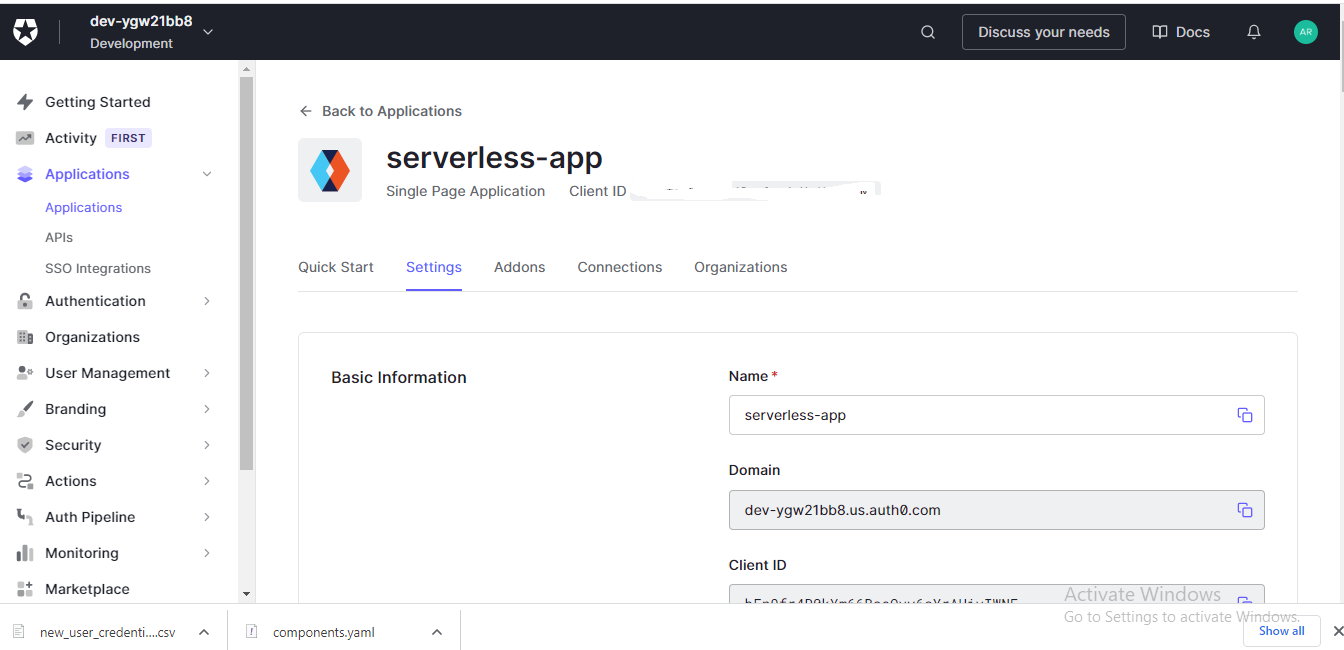 dev-ygw21bb8
Development
Discuss your needs
Docs
AR
Getting Started
Activity FIRST
Applications
Applications
APIs
SSO Integrations
Authentication
Organizations
User Management
Branding
Security
Actions
Auth Pipeline
Monitoring
Marketplace
Back to Applications
serverless-app
Single Page Application Client ID
Quick Start Settings Addons Connections Organizations
Basic Information
Name *
serverless-app
Domain
dev-ygw21bb8.us.auth0.com
Client ID
Activate Windows
Go to Settings to activate Windows.
new_user_credenti....csv
components.yaml
Show all